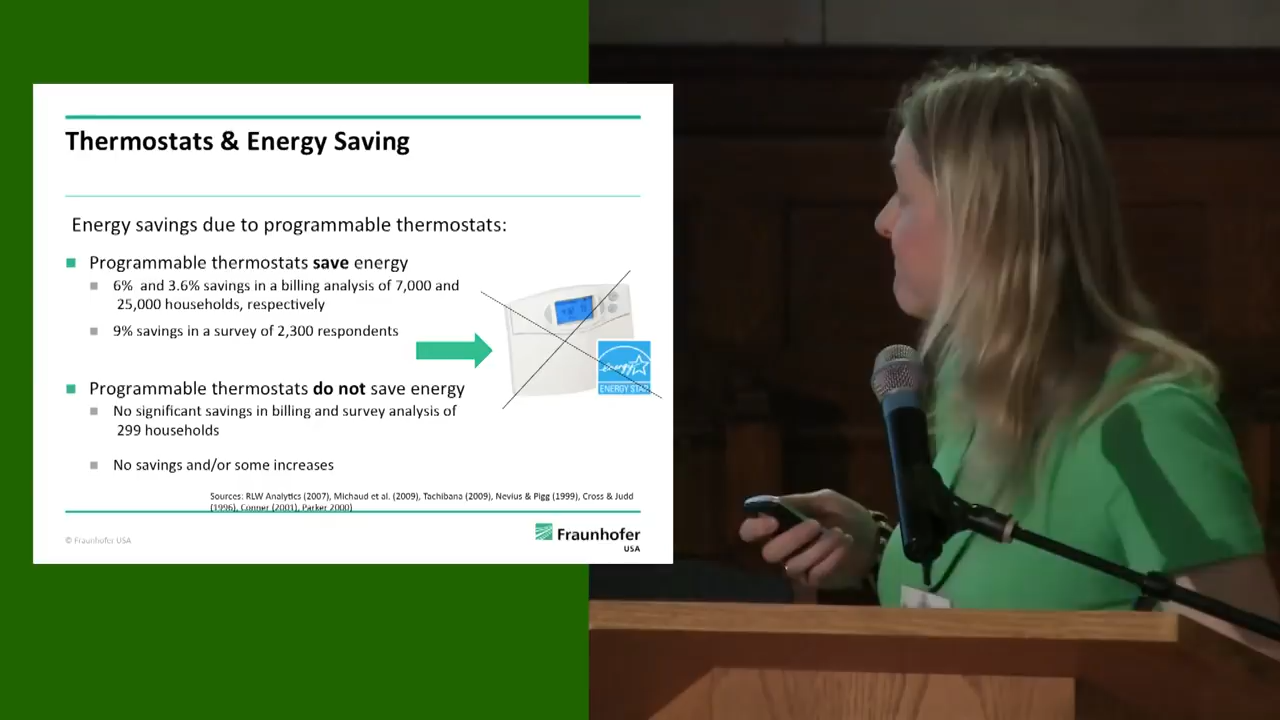 Thermostats & Energy Saving
Energy savings due to programmable thermostats:
Programmable thermostats save energy
6% and 3.6% savings in a billing analysis of 7,000 and
25,000 households, respectively
9% savings in a survey of 2,300 respondents
ENERGY STAR
Programmable thermostats do not save energy
No significant savings in billing and survey analysis of
299 households
No savings and/or some increases
Sources: RLW Analytics (2007), Michaud et al. (2009), Tachibana (2009), Nevius & Pigg (1999), Cross & Judd
(1996), Conner (2001), Parker 2000)
© Fraunhofer USA
Fraunhofer
USA